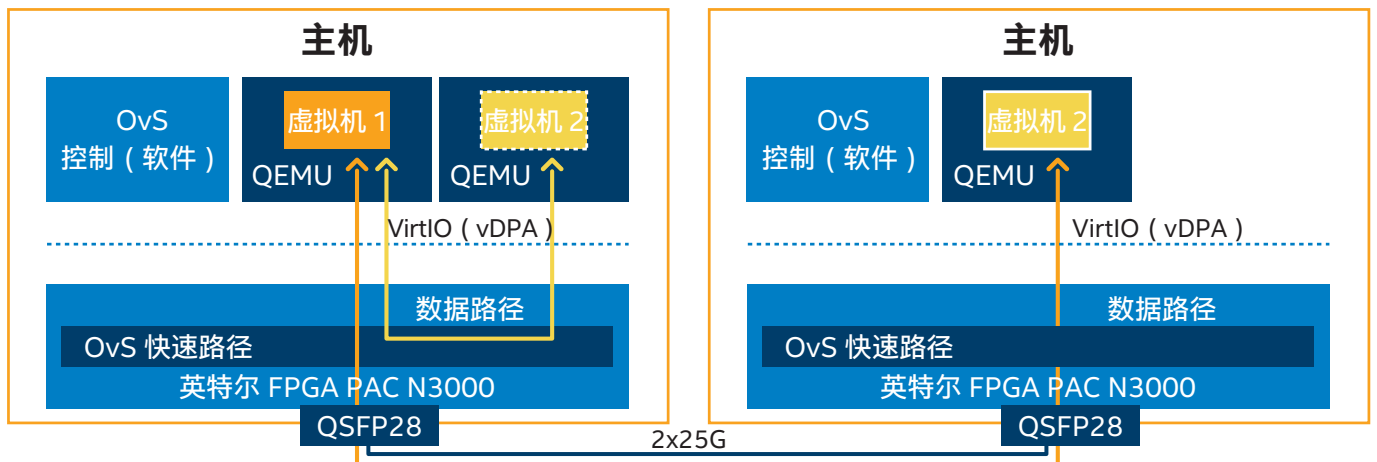 主机
OvS
控制（软件）
虚拟机 1
QEMU
虚拟机 2
QEMU
VirtIO（vDPA）
数据路径
OvS 快速路径
英特尔 FPGA PAC N3000
QSFP28
2x25G
主机
OvS
控制（软件）
虚拟机 2
QEMU
VirtIO（vDPA）
数据路径
OvS 快速路径
英特尔 FPGA PAC N3000
QSFP28